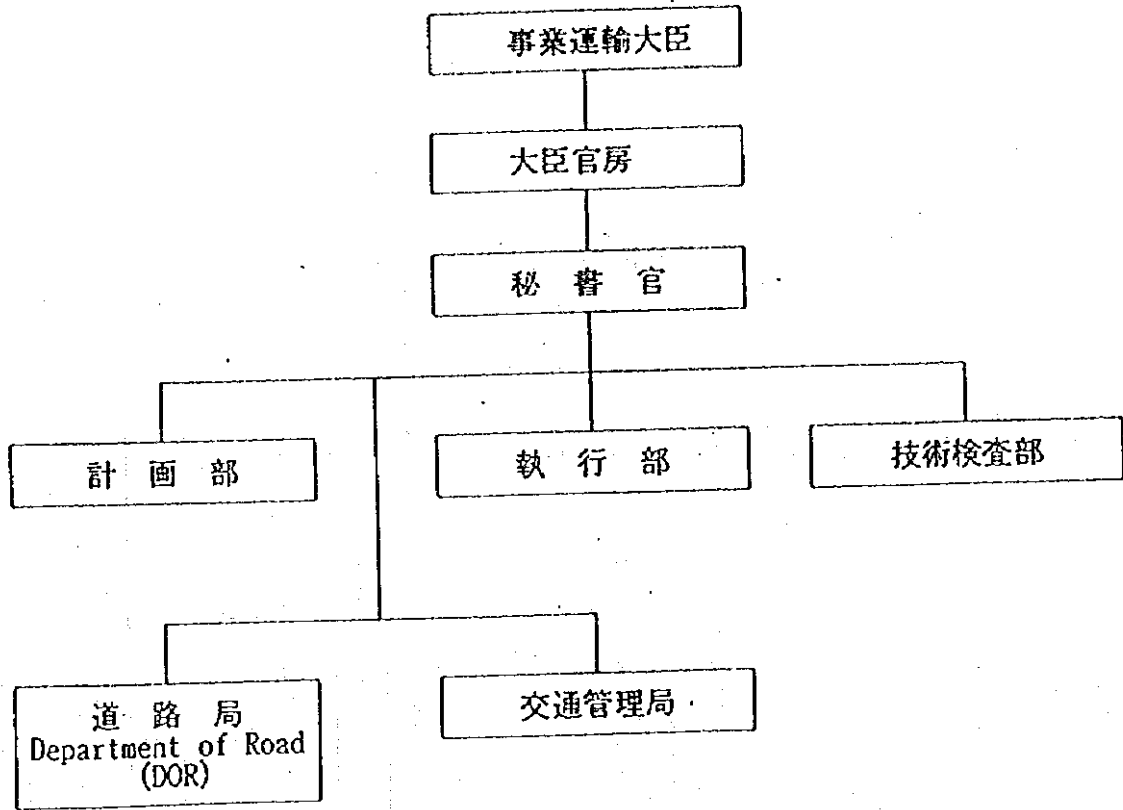 事業運輸大臣
大臣官房
秘書官
計画部
執行部
技術検査部
道路局
Department of Road
(DOR)
交通管理局